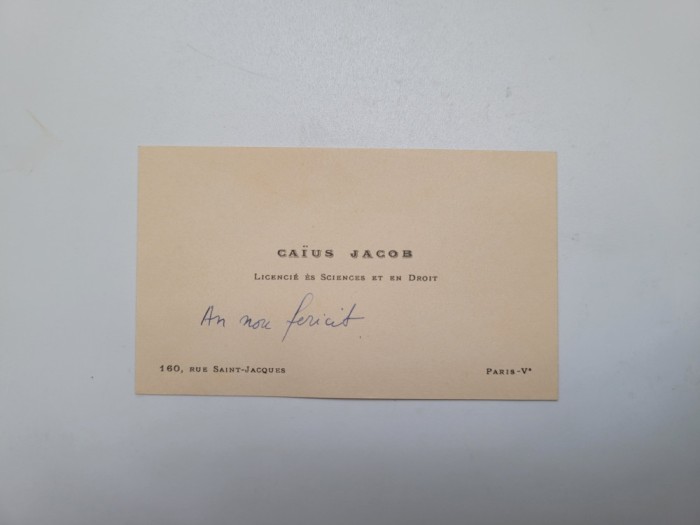 CAÏUS JACOB
LICENCIÉ ÈS SCIENCES ET EN DROIT
An nou fericit.
160, RUE SAINT-JACQUES
PARIS-Vᵉ